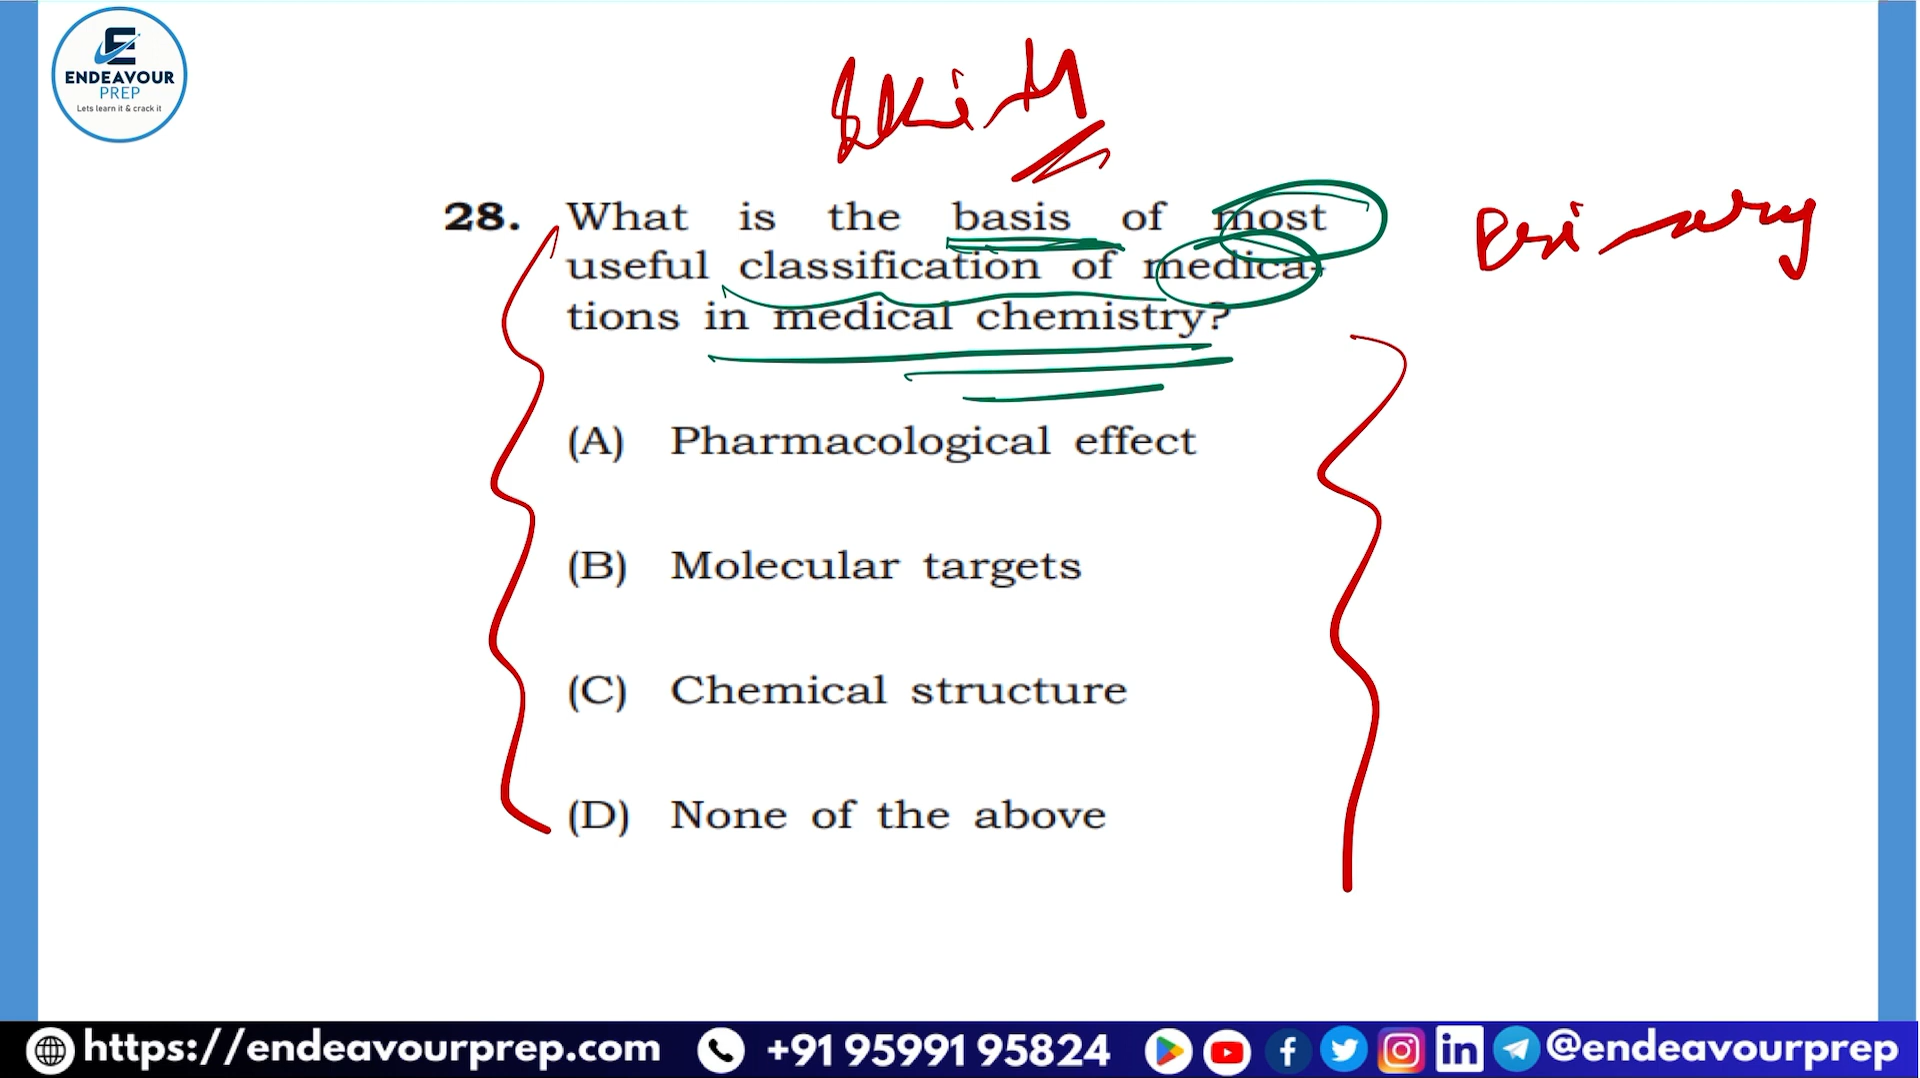 ENDEAVOUR
PREP
Lets learn it & crack it
28. What is the basis of most
useful classification of medica-
tions in medical chemistry?
(A) Pharmacological effect
(B) Molecular targets
(C) Chemical structure
(D) None of the above
https://endeavourprep.com +91 95991 95824 @endeavourprep